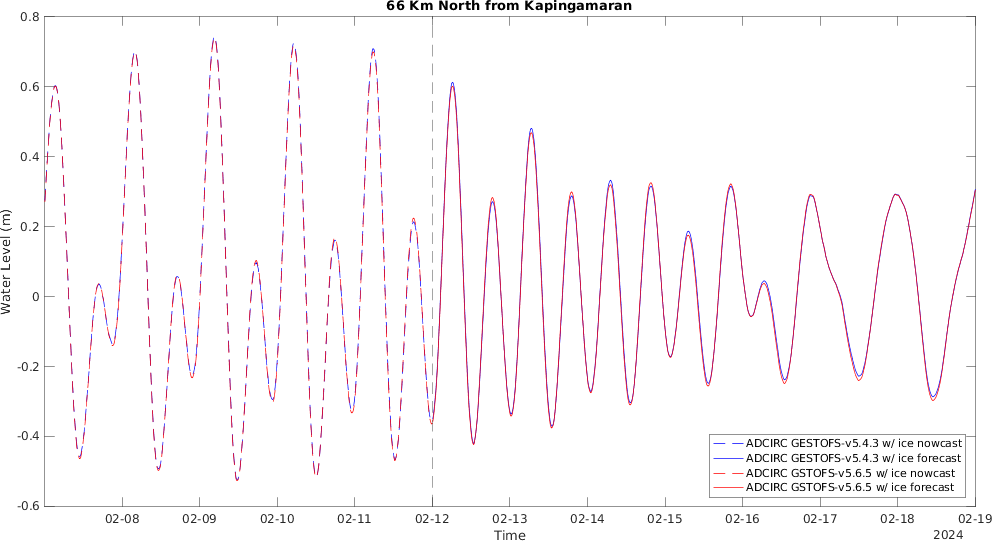 66 Km North from Kapingamaran
0.8
0.6
0.4
0.2
0
-0.2
-0.4
-0.6
Water Level (m)
ADCIRC GESTOFS-v5.4.3 w/ ice nowcast
ADCIRC GESTOFS-v5.4.3 w/ ice forecast
ADCIRC GSTOFS-v5.6.5 w/ ice nowcast
ADCIRC GSTOFS-v5.6.5 w/ ice forecast
02-08 02-09 02-10 02-11 02-12 02-13 02-14 02-15 02-16 02-17 02-18 02-19
Time
2024